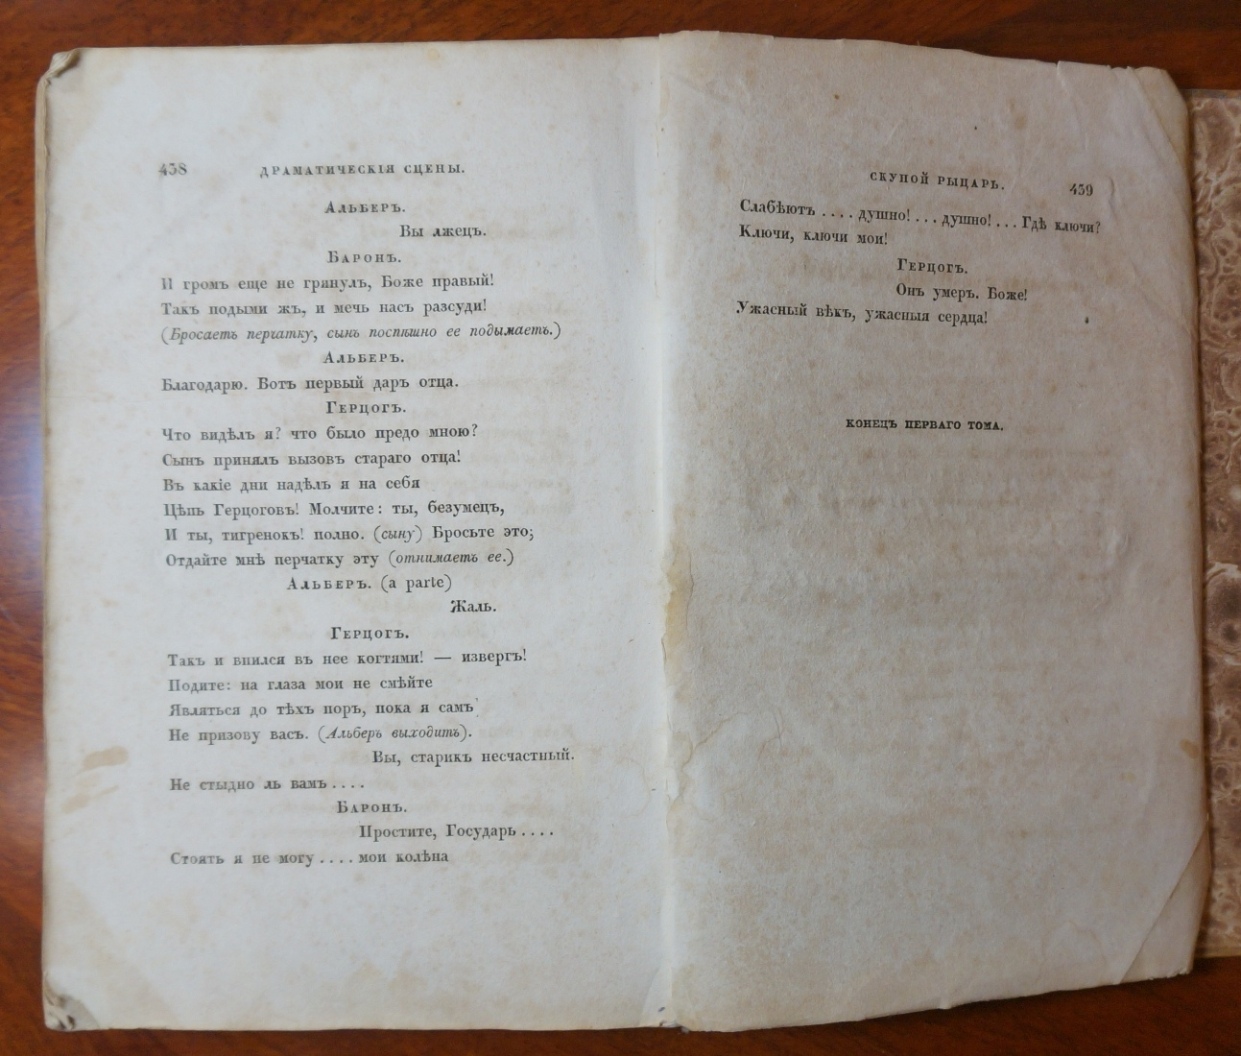 438 ДРАМАТИЧЕСКІЯ СЦЕНЫ.
Альберъ.
Вы лжецъ.
Баронъ.
И громъ еще не грянулъ, Боже правый!
Такъ подыми жъ, и мечь насъ разсуди!
(Бросаетъ перчатку, сынъ поспѣшно ее подымаетъ.)
Альберъ.
Благодарю. Вотъ первый даръ отца.
Герцогъ.
Что видѣлъ я? что было предо мною?
Сынъ принялъ вызовъ стараго отца!
Въ какіе дни надѣлъ я на себя
Цѣпь Герцоговъ! Молчите: ты, безумецъ,
И ты, тигренокъ! полно. (сыну) Бросьте это;
Отдайте мнѣ перчатку эту (отнимаетъ ее.)
Альберъ. (a parte)
Жаль.
Герцогъ.
Такъ и впился въ нее когтями! — извергъ!
Подите: на глаза мои не смѣйте
Являться до тѣхъ поръ, пока я самъ
Не призову васъ. (Альберъ выходитъ).
Вы, старикъ несчастный.
Не стыдно ль вамъ....
Баронъ.
Простите, Государь....
Стоять я не могу.... мои колѣна
СКУПОЙ РЫЦАРЬ. 439
Слабѣютъ.... душно!... душно!... Гдѣ ключи?
Ключи, ключи мои!
Герцогъ.
Онъ умеръ. Боже!
Ужасный вѣкъ, ужасныя сердца!
КОНЕЦЪ ПЕРВАГО ТОМА.